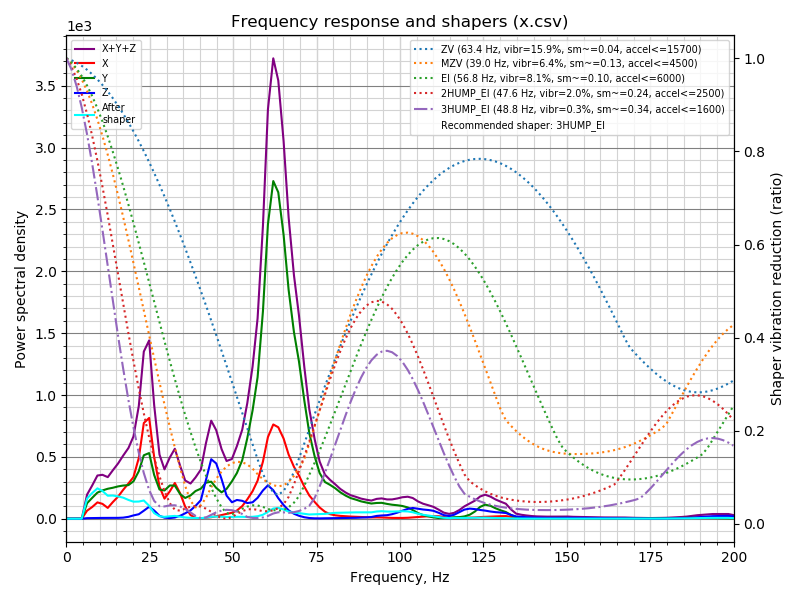 Frequency response and shapers (x.csv)
1e3
X+Y+Z
X
Y
Z
After
shaper
ZV (63.4 Hz, vibr=15.9%, sm~=0.04, accel<=15700)
MZV (39.0 Hz, vibr=6.4%, sm~=0.13, accel<=4500)
EI (56.8 Hz, vibr=8.1%, sm~=0.10, accel<=6000)
2HUMP_EI (47.6 Hz, vibr=2.0%, sm~=0.24, accel<=2500)
3HUMP_EI (48.8 Hz, vibr=0.3%, sm~=0.34, accel<=1600)
Recommended shaper: 3HUMP_EI
Power spectral density
3.5
3.0
2.5
2.0
1.5
1.0
0.5
0.0
1.0
0.8
0.6
0.4
0.2
0.0
Shaper vibration reduction (ratio)
0 25 50 75 100 125 150 175 200
Frequency, Hz